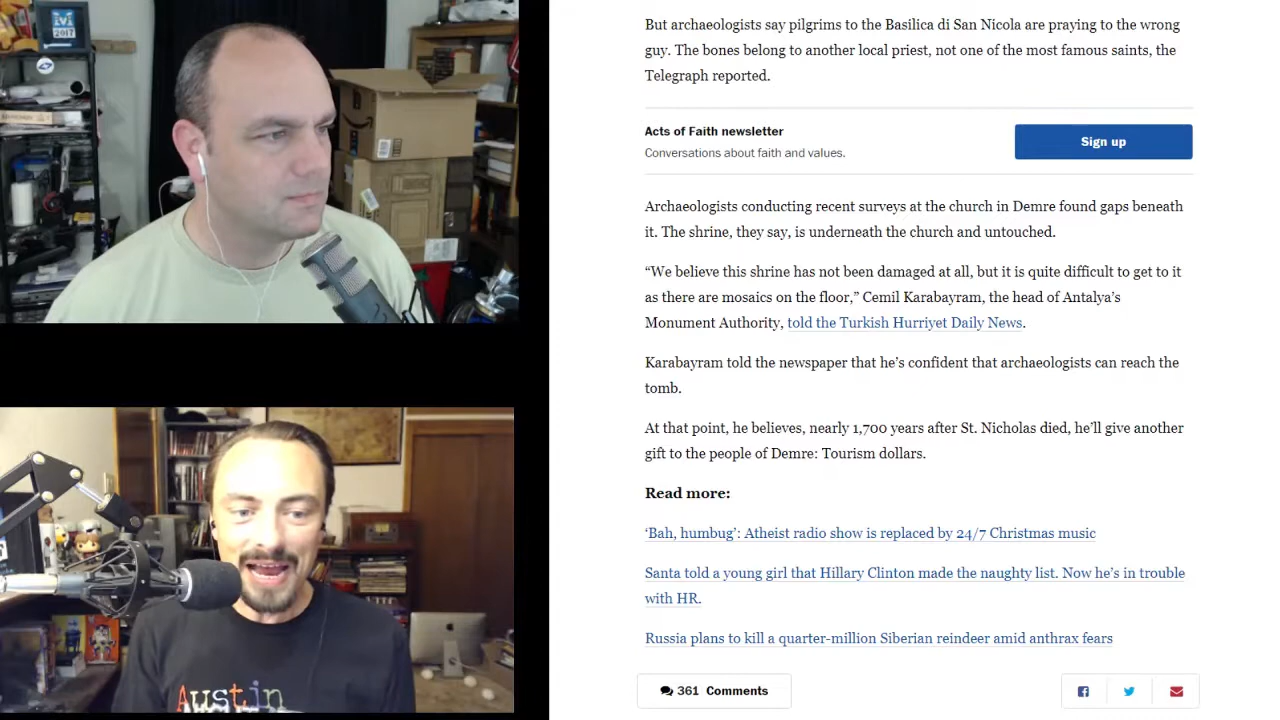 2017
But archaeologists say pilgrims to the Basilica di San Nicola are praying to the wrong
guy. The bones belong to another local priest, not one of the most famous saints, the
Telegraph reported.
Acts of Faith newsletter
Conversations about faith and values.
Sign up
Archaeologists conducting recent surveys at the church in Demre found gaps beneath
it. The shrine, they say, is underneath the church and untouched.
“We believe this shrine has not been damaged at all, but it is quite difficult to get to it
as there are mosaics on the floor,” Cemil Karabayram, the head of Antalya’s
Monument Authority, told the Turkish Hurriyet Daily News.
Karabayram told the newspaper that he’s confident that archaeologists can reach the
tomb.
At that point, he believes, nearly 1,700 years after St. Nicholas died, he’ll give another
gift to the people of Demre: Tourism dollars.
Read more:
‘Bah, humbug’: Atheist radio show is replaced by 24/7 Christmas music
Santa told a young girl that Hillary Clinton made the naughty list. Now he’s in trouble
with HR.
Russia plans to kill a quarter-million Siberian reindeer amid anthrax fears
361 Comments
Austin